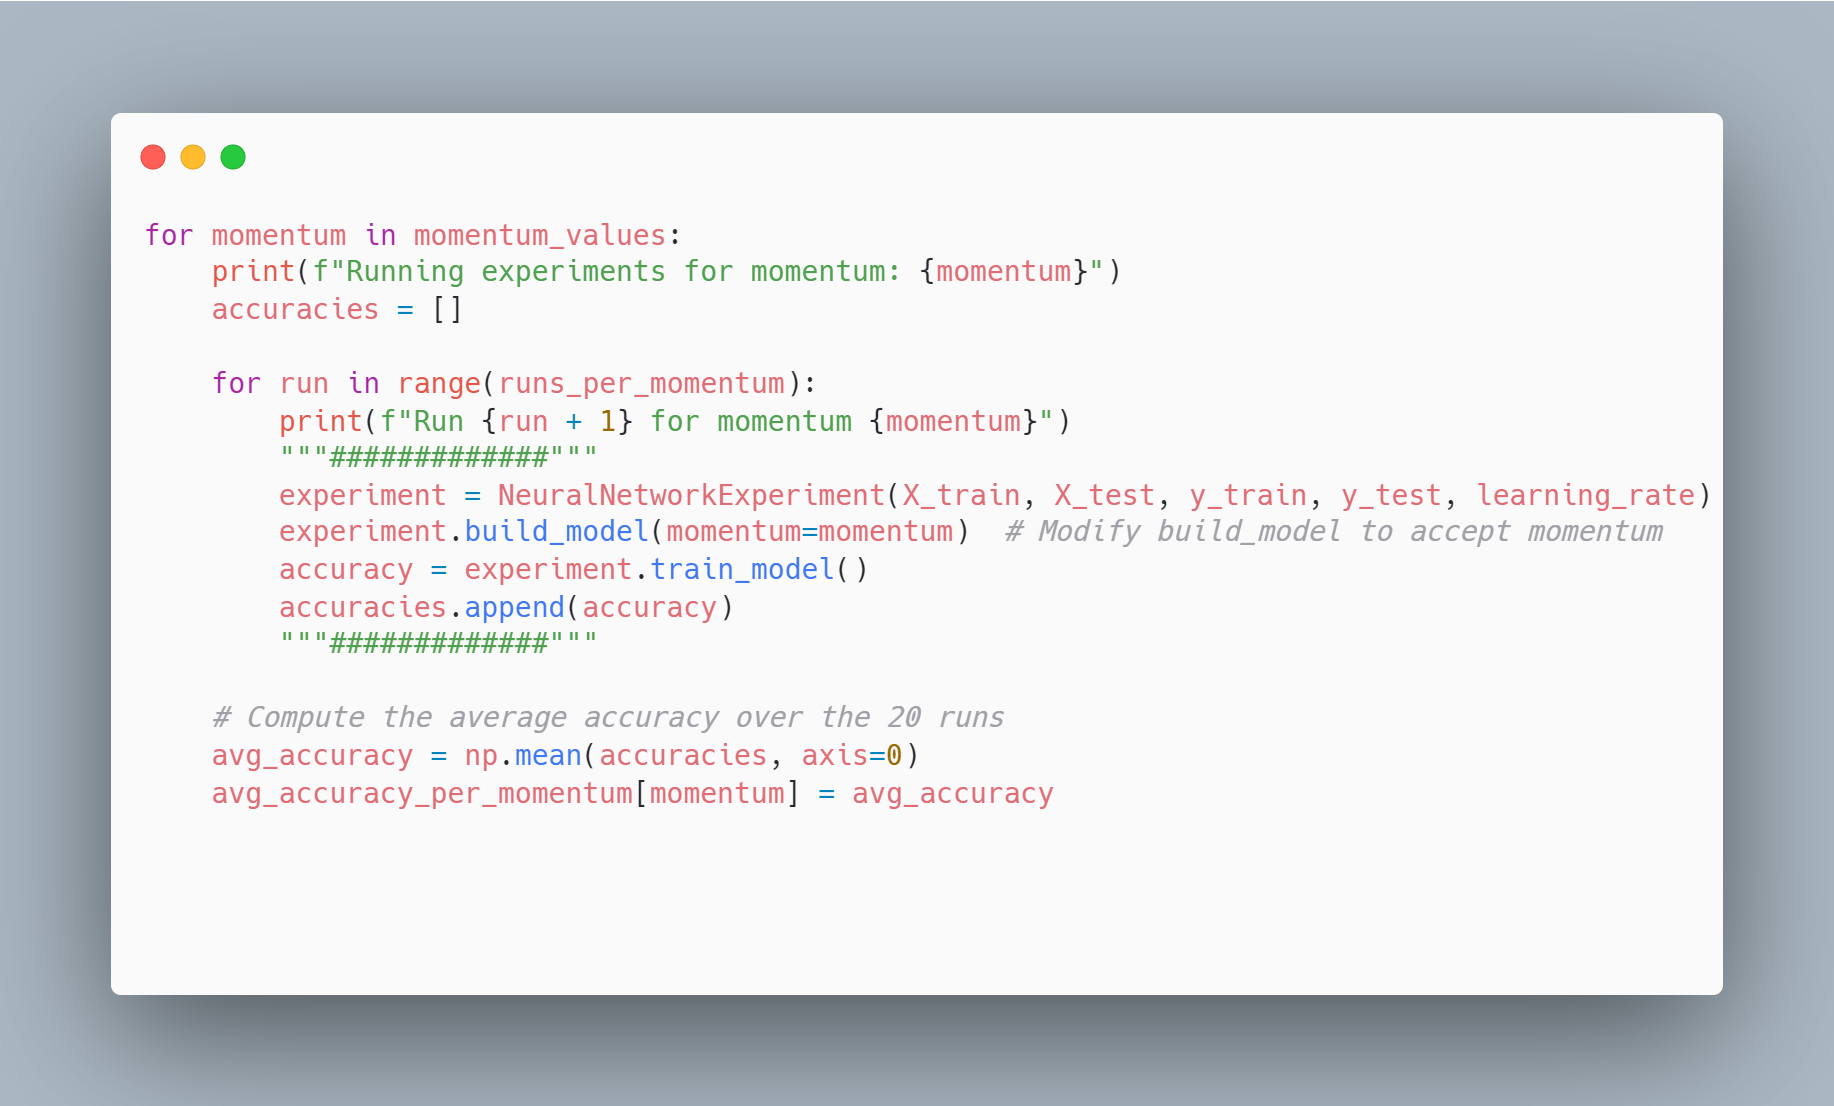 for momentum in momentum_values:
    print(f"Running experiments for momentum: {momentum}")
    accuracies = []

    for run in range(runs_per_momentum):
        print(f"Run {run + 1} for momentum {momentum}")
        """#############"""
        experiment = NeuralNetworkExperiment(X_train, X_test, y_train, y_test, learning_rate)
        experiment.build_model(momentum=momentum)  # Modify build_model to accept momentum
        accuracy = experiment.train_model()
        accuracies.append(accuracy)
        """#############"""

    # Compute the average accuracy over the 20 runs
    avg_accuracy = np.mean(accuracies, axis=0)
    avg_accuracy_per_momentum[momentum] = avg_accuracy